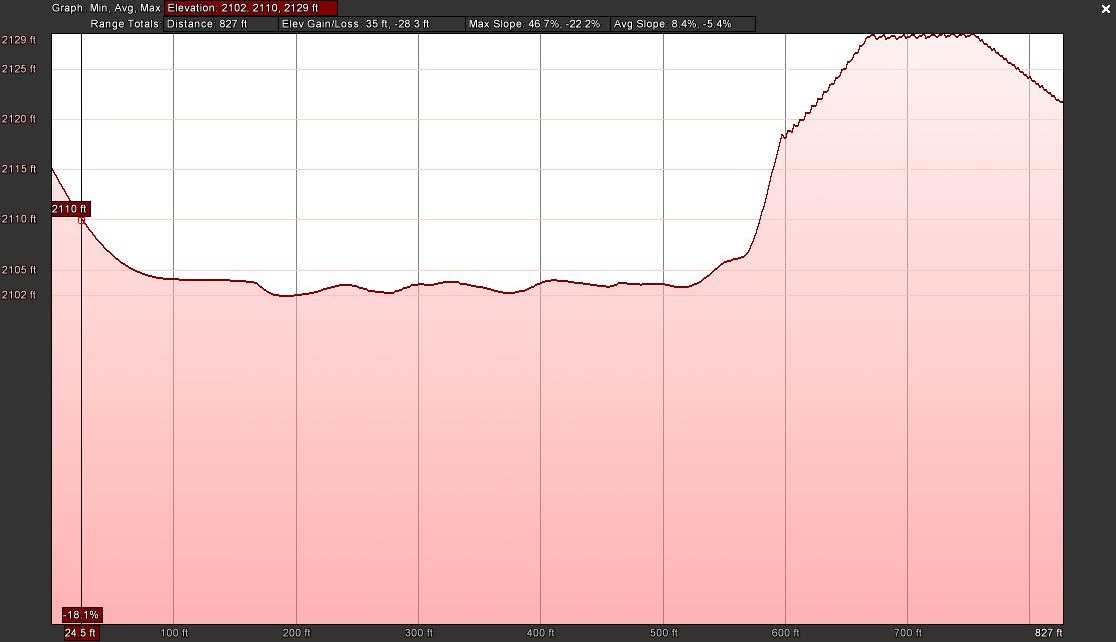 Graph: Min, Avg, Max Elevation: 2102, 2110, 2129 ft
Range Totals: Distance: 827 ft Elev Gain/Loss: 35 ft, -28.3 ft Max Slope: 46.7%, -22.2% Avg Slope: 8.4%, -5.4%
2129 ft
2125 ft
2120 ft
2115 ft
2110 ft
2110 ft
2105 ft
2102 ft
-18.1%
24.5 ft 100 ft 200 ft 300 ft 400 ft 500 ft 600 ft 700 ft 827 ft